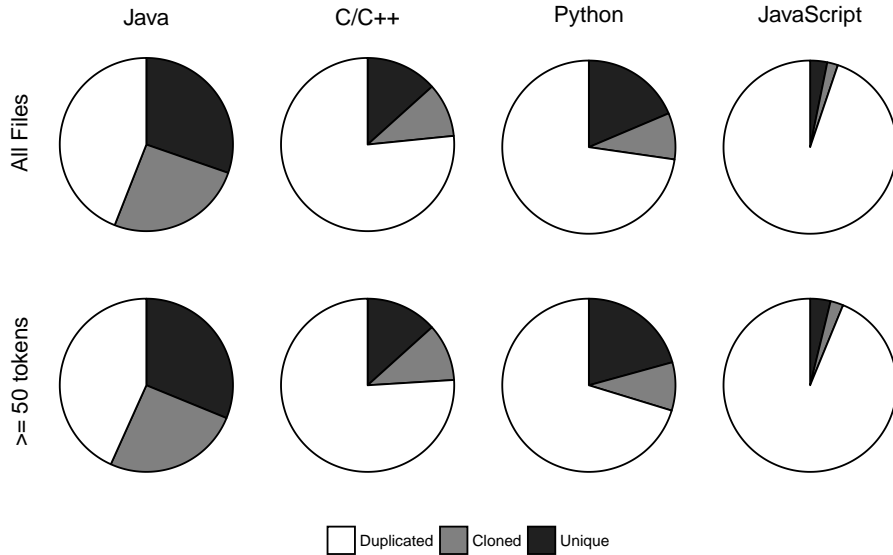 Java C/C++ Python JavaScript
All Files
>= 50 tokens
Duplicated Cloned Unique